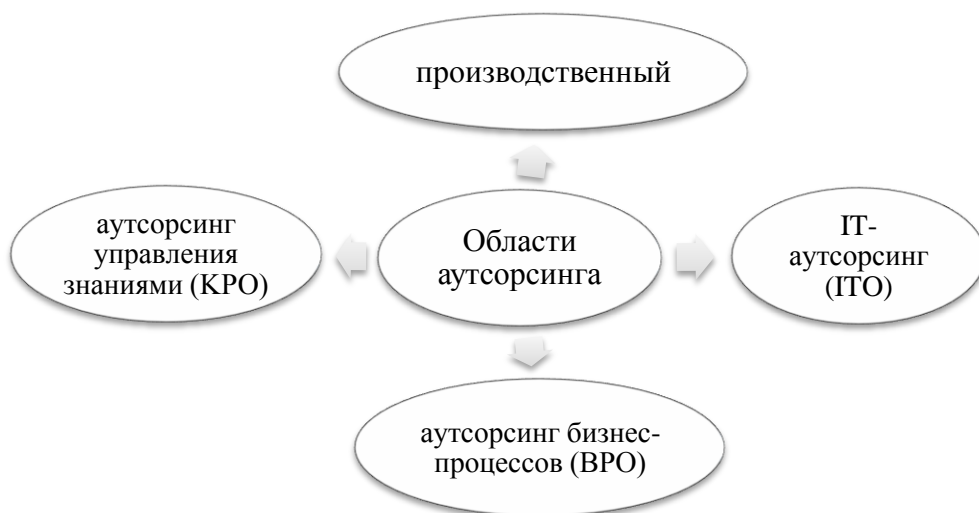 производственный
аутсорсинг
управления
знаниями (KPO)
Области
аутсорсинга
IT-
аутсорсинг
(ITO)
аутсорсинг бизнес-
процессов (BPO)